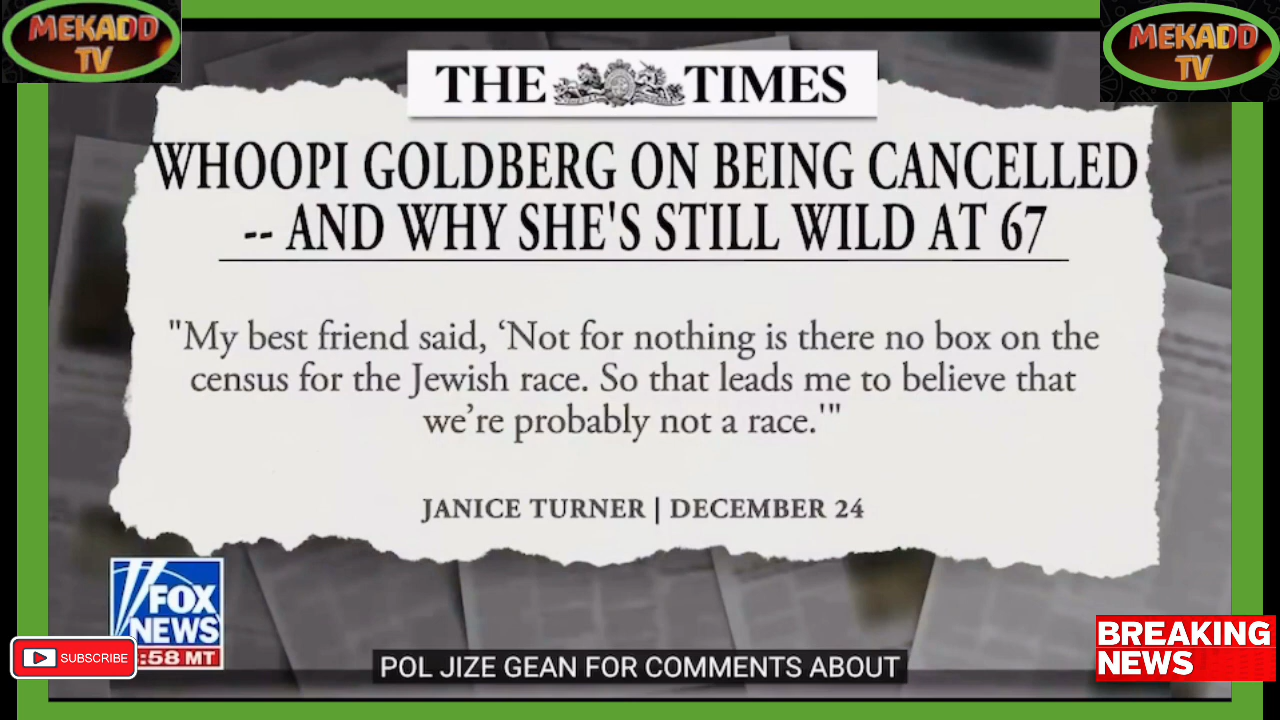 MEKADD
TV
MEKADD
TV
THE TIMES
WHOOPI GOLDBERG ON BEING CANCELLED
-- AND WHY SHE'S STILL WILD AT 67
"My best friend said, ‘Not for nothing is there no box on the
census for the Jewish race. So that leads me to believe that
we’re probably not a race.'"
JANICE TURNER | DECEMBER 24
FOX
NEWS
:58 MT
SUBSCRIBE
POL JIZE GEAN FOR COMMENTS ABOUT
BREAKING
NEWS